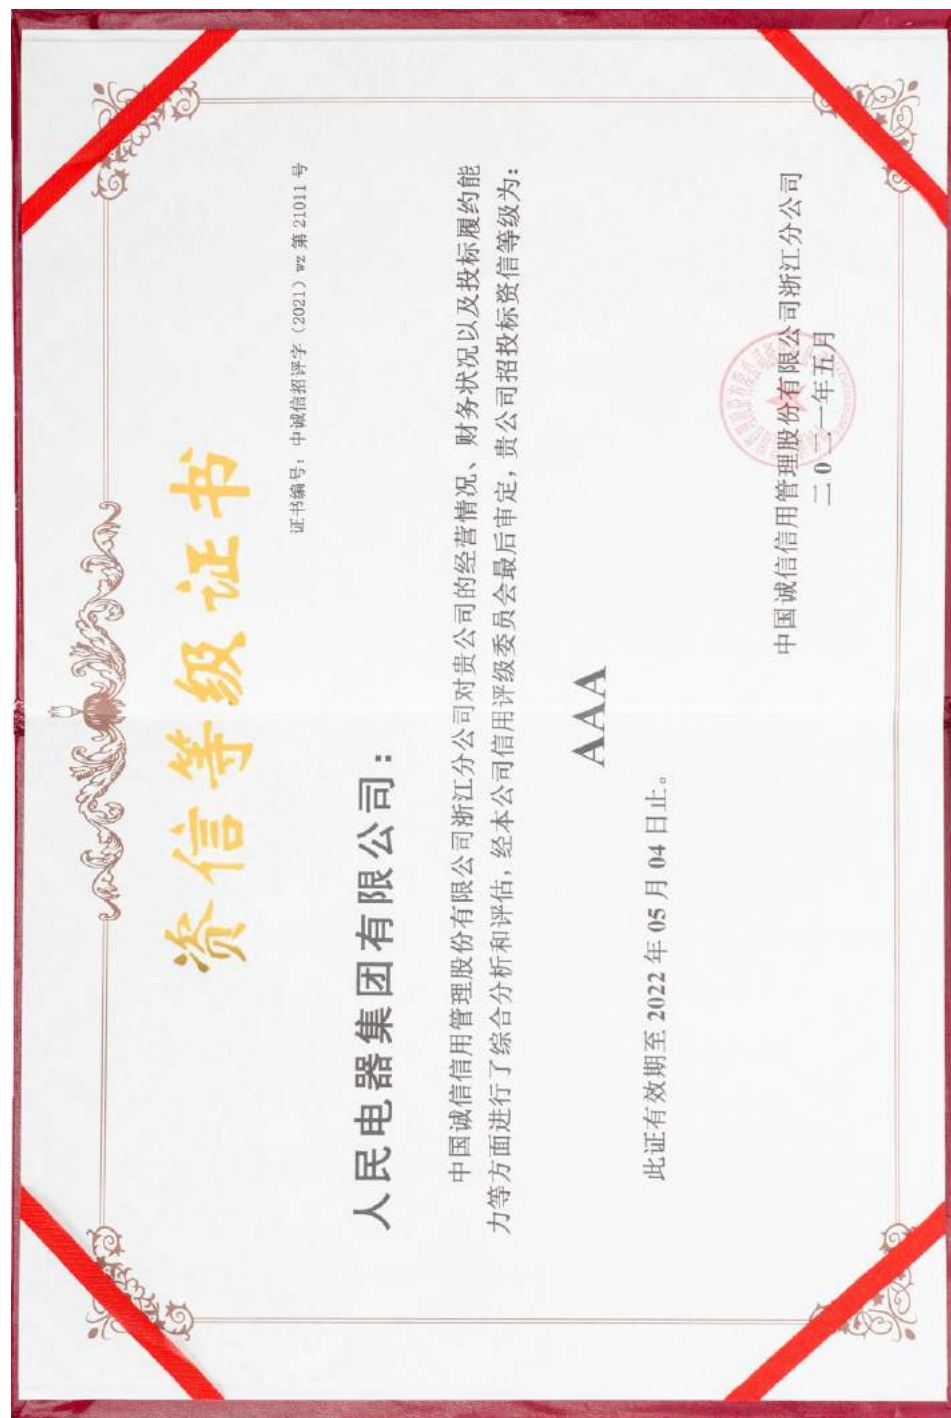 资信等级证书
证书编号：中诚信招评字（2021）wz 第 21011 号
人民电器集团有限公司：
中国诚信信用管理股份有限公司浙江分公司对贵公司的经营情况、财务状况以及投标履约能
力等方面进行了综合分析和评估，经本公司信用评级委员会最后审定，贵公司招投标资信等级为：
AAA
此证有效期至 2022 年 05 月 04 日止。
中国诚信信用管理股份有限公司浙江分公司
二0二一年五月